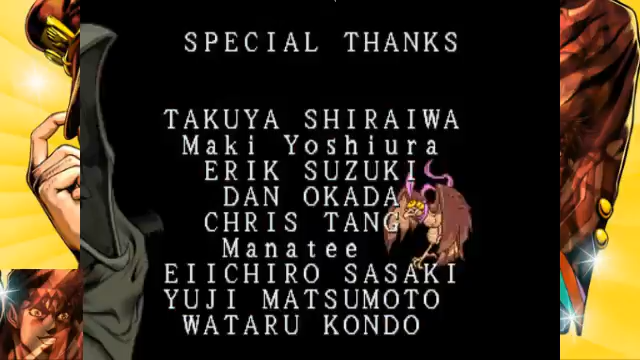 SPECIAL THANKS
TAKUYA SHIRAIWA
Maki Yoshiura
ERIK SUZUKI
DAN OKADA
CHRIS TANG
Manatee
EIICHIRO SASAKI
YUJI MATSUMOTO
WATARU KONDO